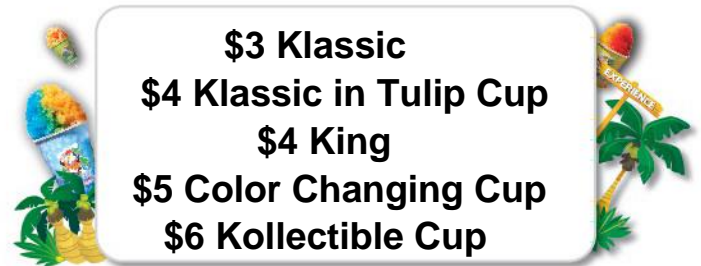 $3 Klassic
$4 Klassic in Tulip Cup
$4 King
$5 Color Changing Cup
$6 Kollectible Cup
EXPERIENCE